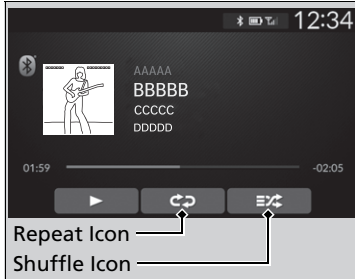 12:34
AAAAA
BBBBB
CCCCC
DDDDD
01:59
-02:05
Repeat Icon
Shuffle Icon